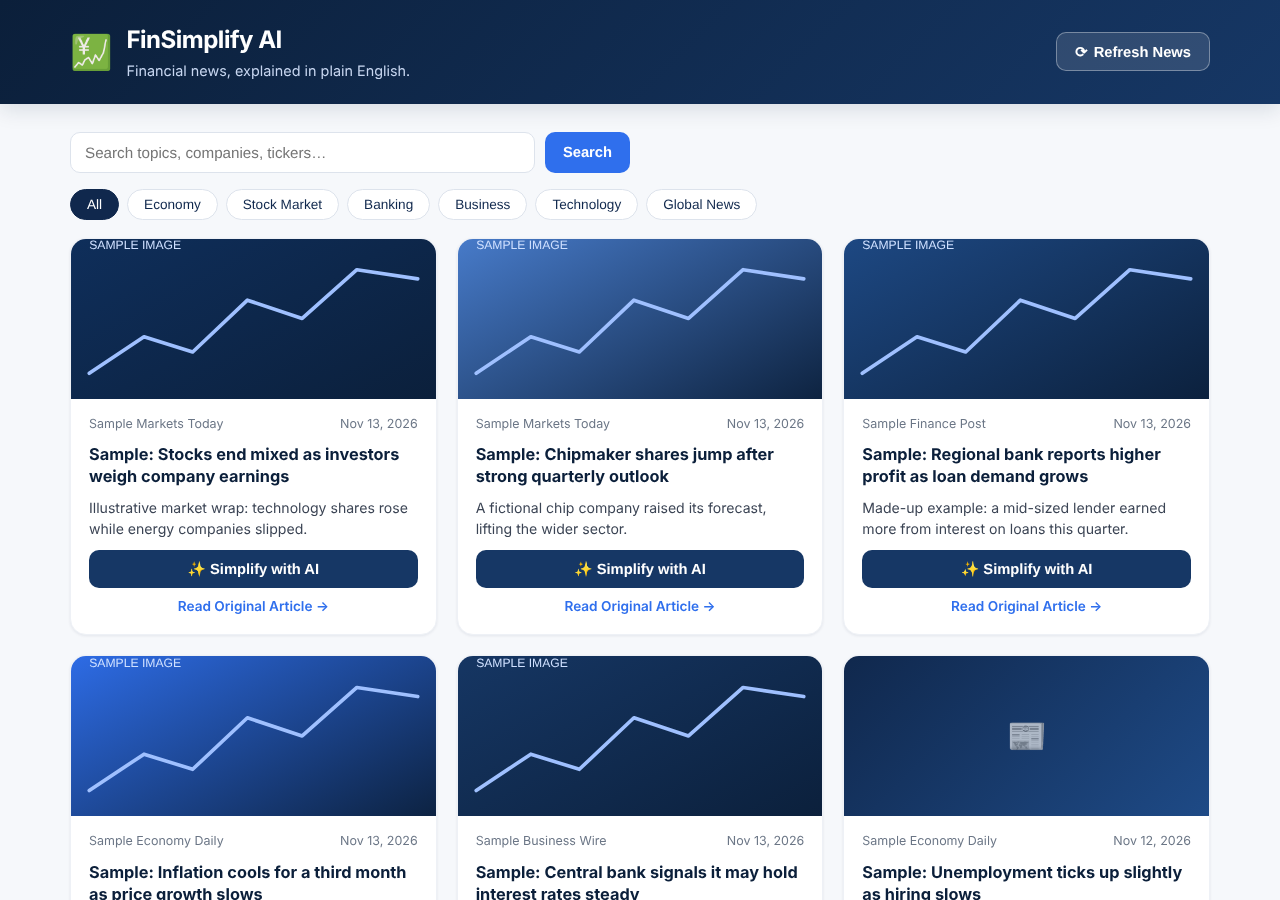 FinSimplify AI
Financial news, explained in plain English.
⟳ Refresh News
Search topics, companies, tickers…
Search
All
Economy
Stock Market
Banking
Business
Technology
Global News
SAMPLE IMAGE
Sample Markets Today
Nov 13, 2026
Sample: Stocks end mixed as investors
weigh company earnings
Illustrative market wrap: technology shares rose
while energy companies slipped.
✨ Simplify with AI
Read Original Article →
SAMPLE IMAGE
Sample Markets Today
Nov 13, 2026
Sample: Chipmaker shares jump after
strong quarterly outlook
A fictional chip company raised its forecast,
lifting the wider sector.
✨ Simplify with AI
Read Original Article →
SAMPLE IMAGE
Sample Finance Post
Nov 13, 2026
Sample: Regional bank reports higher
profit as loan demand grows
Made-up example: a mid-sized lender earned
more from interest on loans this quarter.
✨ Simplify with AI
Read Original Article →
SAMPLE IMAGE
Sample Economy Daily
Nov 13, 2026
Sample: Inflation cools for a third month
as price growth slows
SAMPLE IMAGE
Sample Business Wire
Nov 13, 2026
Sample: Central bank signals it may hold
interest rates steady
Sample Economy Daily
Nov 12, 2026
Sample: Unemployment ticks up slightly
as hiring slows